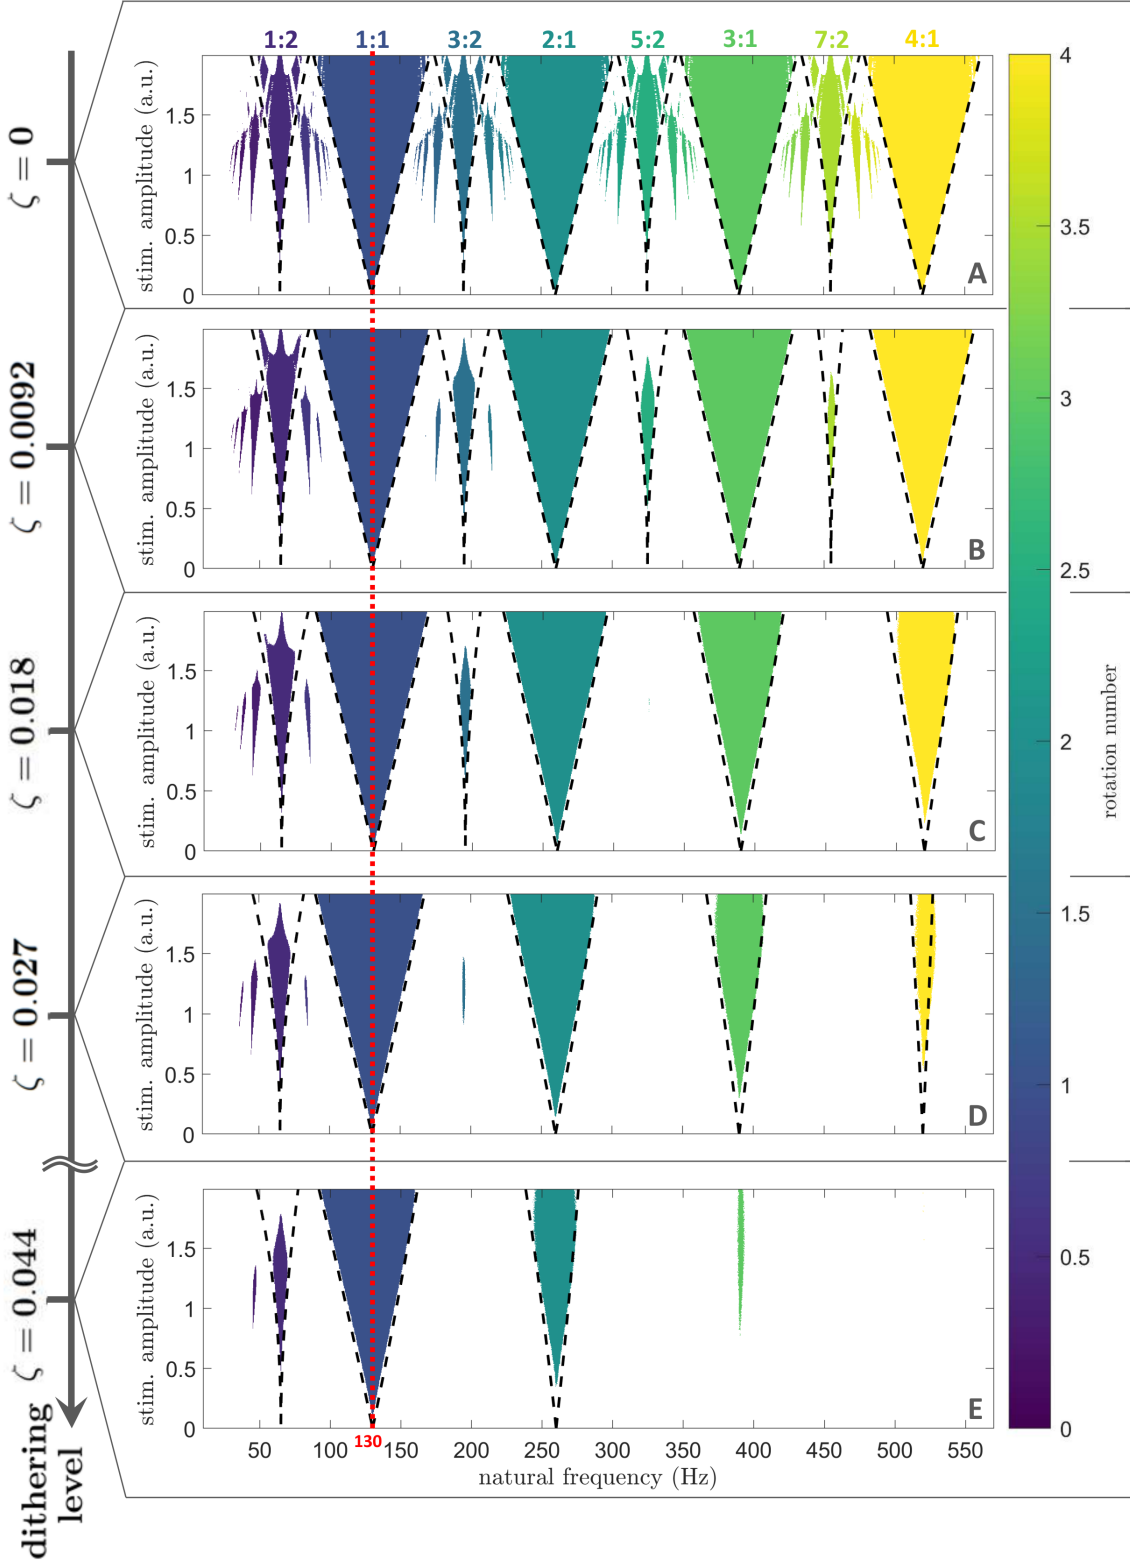 1:2 1:1 3:2 2:1 5:2 3:1 7:2 4:1
ζ = 0
stim. amplitude (a.u.)
1.5
1
0.5
0
A
ζ = 0.0092
stim. amplitude (a.u.)
1.5
1
0.5
0
B
ζ = 0.018
stim. amplitude (a.u.)
1.5
1
0.5
0
C
ζ = 0.027
stim. amplitude (a.u.)
1.5
1
0.5
0
D
ζ = 0.044
stim. amplitude (a.u.)
1.5
1
0.5
0
E
50 100 130 150 200 250 300 350 400 450 500 550
natural frequency (Hz)
dithering
level
4
3.5
3
2.5
2
1.5
1
0.5
0
rotation number